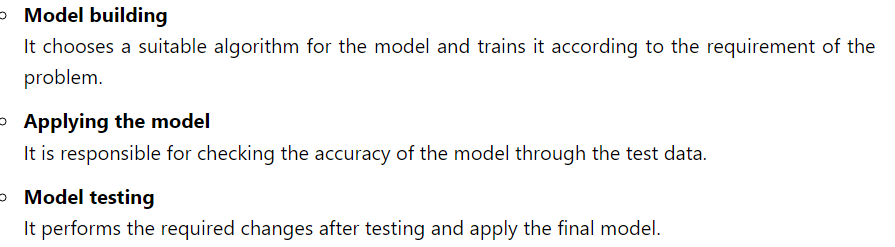 Model building
It chooses a suitable algorithm for the model and trains it according to the requirement of the
problem.
Applying the model
It is responsible for checking the accuracy of the model through the test data.
Model testing
It performs the required changes after testing and apply the final model.